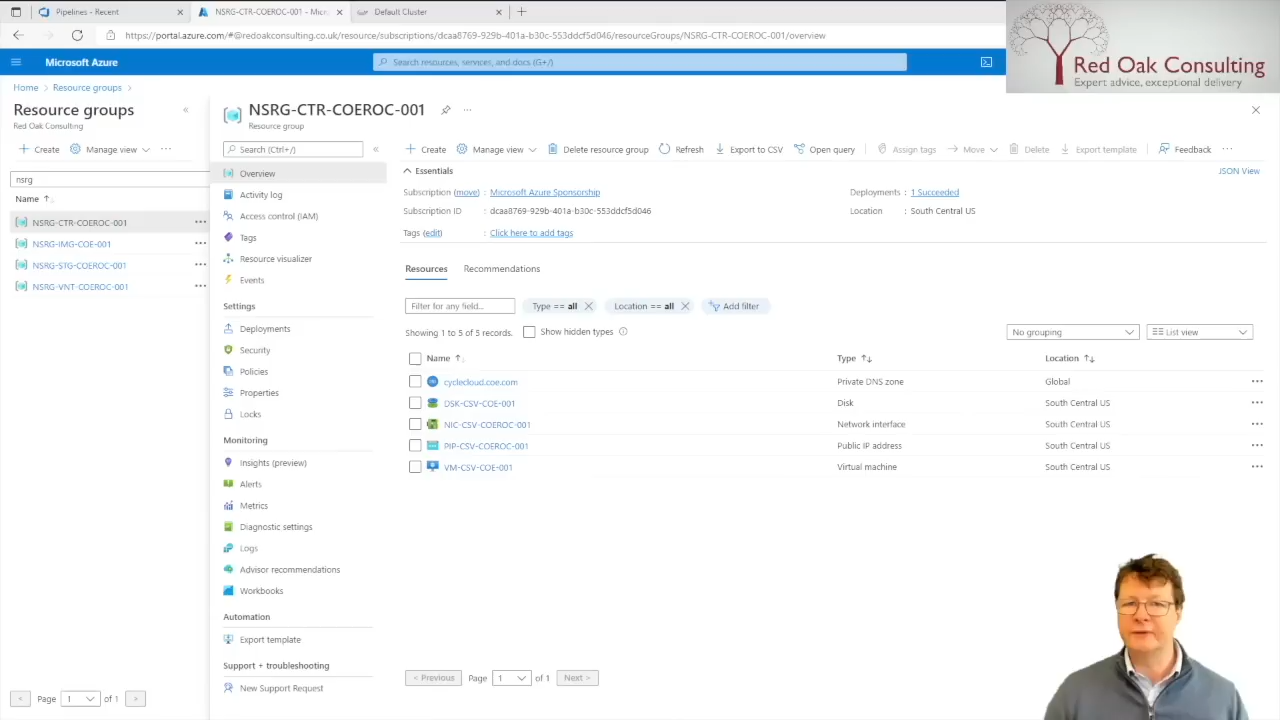 Pipelines - Recent
NSRG-CTR-COEROC-001 - Micr
Default Cluster
https://portal.azure.com/#@redoakconsulting.co.uk/resource/subscriptions/dcaa8769-929b-401a-b30c-553ddcf5d046/resourceGroups/NSRG-CTR-COEROC-001/overview
Red Oak Consulting
Expert advice, exceptional delivery
Microsoft Azure
Search resources, services, and docs (G+/)
Home > Resource groups >
Resource groups
Red Oak Consulting
Create
Manage view
nsrg
Name
NSRG-CTR-COEROC-001
NSRG-IMG-COE-001
NSRG-STG-COEROC-001
NSRG-VNT-COEROC-001
Page 1 of 1
NSRG-CTR-COEROC-001
Resource group
Search (Ctrl+/)
Overview
Activity log
Access control (IAM)
Tags
Resource visualizer
Events
Settings
Deployments
Security
Policies
Properties
Locks
Monitoring
Insights (preview)
Alerts
Metrics
Diagnostic settings
Logs
Advisor recommendations
Workbooks
Automation
Export template
Support + troubleshooting
New Support Request
Create
Manage view
Delete resource group
Refresh
Export to CSV
Open query
Assign tags
Move
Delete
Export template
Feedback
Essentials
JSON View
Subscription (move) : Microsoft Azure Sponsorship
Deployments : 1 Succeeded
Subscription ID : dcaa8769-929b-401a-b30c-553ddcf5d046
Location : South Central US
Tags (edit) : Click here to add tags
Resources Recommendations
Filter for any field...
Type == all
Location == all
Add filter
Showing 1 to 5 of 5 records.
Show hidden types
No grouping
List view
Name Type Location
cyclecloud.coe.com Private DNS zone Global
DSK-CSV-COE-001 Disk South Central US
NIC-CSV-COEROC-001 Network interface South Central US
PIP-CSV-COEROC-001 Public IP address South Central US
VM-CSV-COE-001 Virtual machine South Central US
< Previous Page 1 of 1 Next >